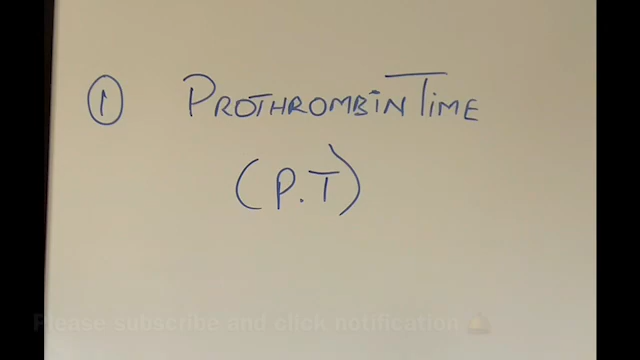 ① PROTHROMBIN TIME
(P.T)
Please subscribe and click notification 🔔